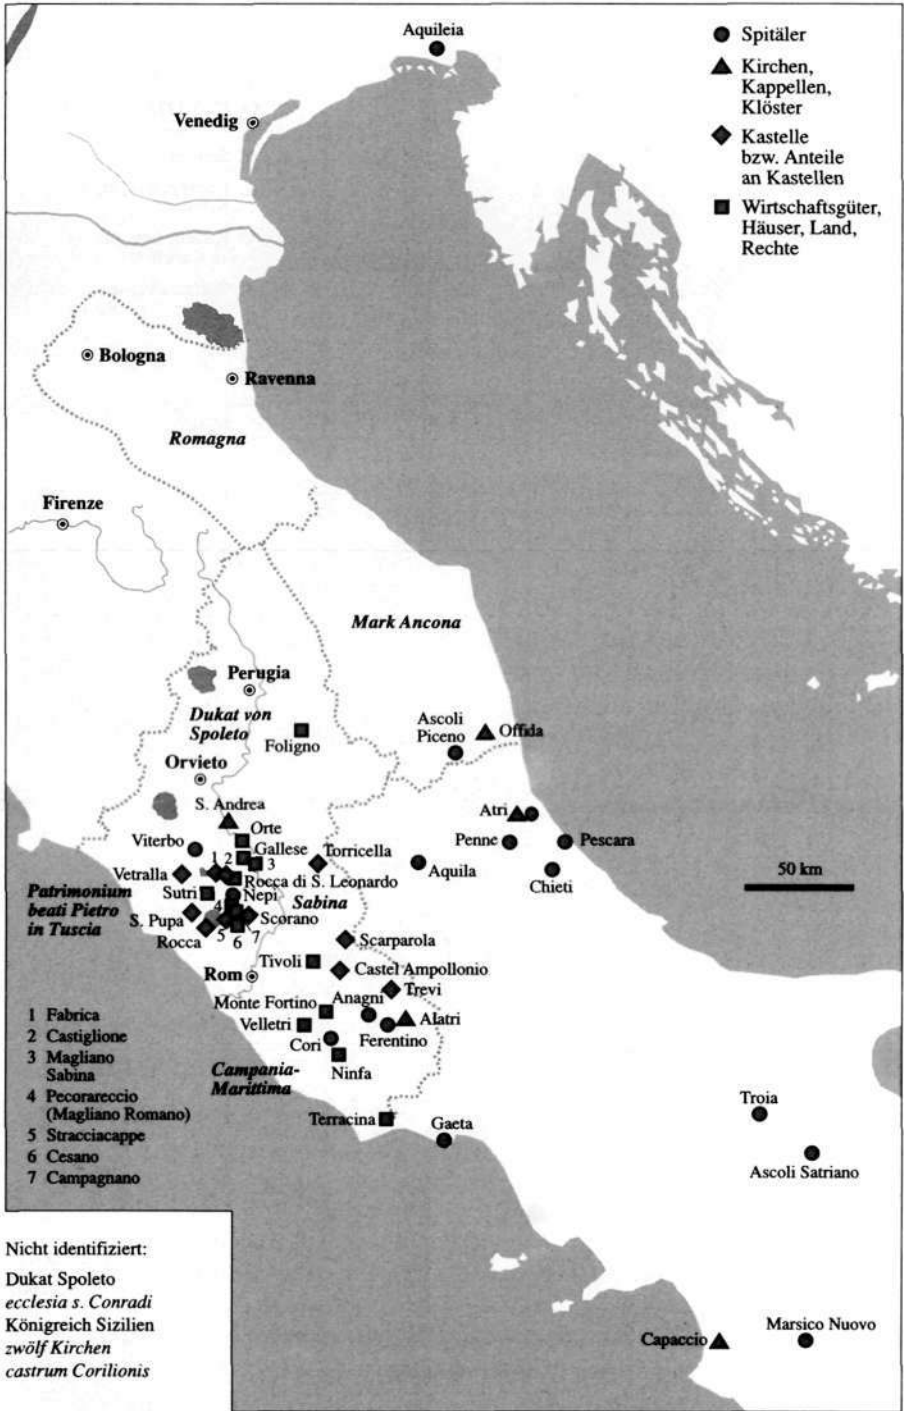 Aquileia
Venedig
Spitäler
Kirchen,
Kappellen,
Klöster
Kastelle
bzw. Anteile
an Kastellen
Wirtschaftsgüter,
Häuser, Land,
Rechte
Bologna
Ravenna
Romagna
Firenze
Mark Ancona
Perugia
Dukat von
Spoleto
Foligno
Ascoli
Piceno
Offida
Orvieto
S. Andrea
Orte
Atri
Viterbo
1
2
Gallese
3
Torricella
Penne
Pescara
Vetralla
Rocca di S. Leonardo
Aquila
Chieti
50 km
Patrimonium
beati Pietro
in Tuscia
Sutri
Nepi
Sabina
4
S. Pupa
Scorano
Rocca
5
6
7
Scarparola
Rom
Tivoli
Castel Ampollonio
Trevi
Monte Fortino
Anagni
Velletri
Alatri
Cori
Ferentino
Ninfa
Campania-
Marittima
1 Fabrica
2 Castiglione
3 Magliano
Sabina
4 Pecorareccio
(Magliano Romano)
5 Stracciacappe
6 Cesano
7 Campagnano
Terracina
Gaeta
Troia
Ascoli Satriano
Nicht identifiziert:
Dukat Spoleto
ecclesia s. Conradi
Königreich Sizilien
zwölf Kirchen
castrum Corilionis
Capaccio
Marsico Nuovo